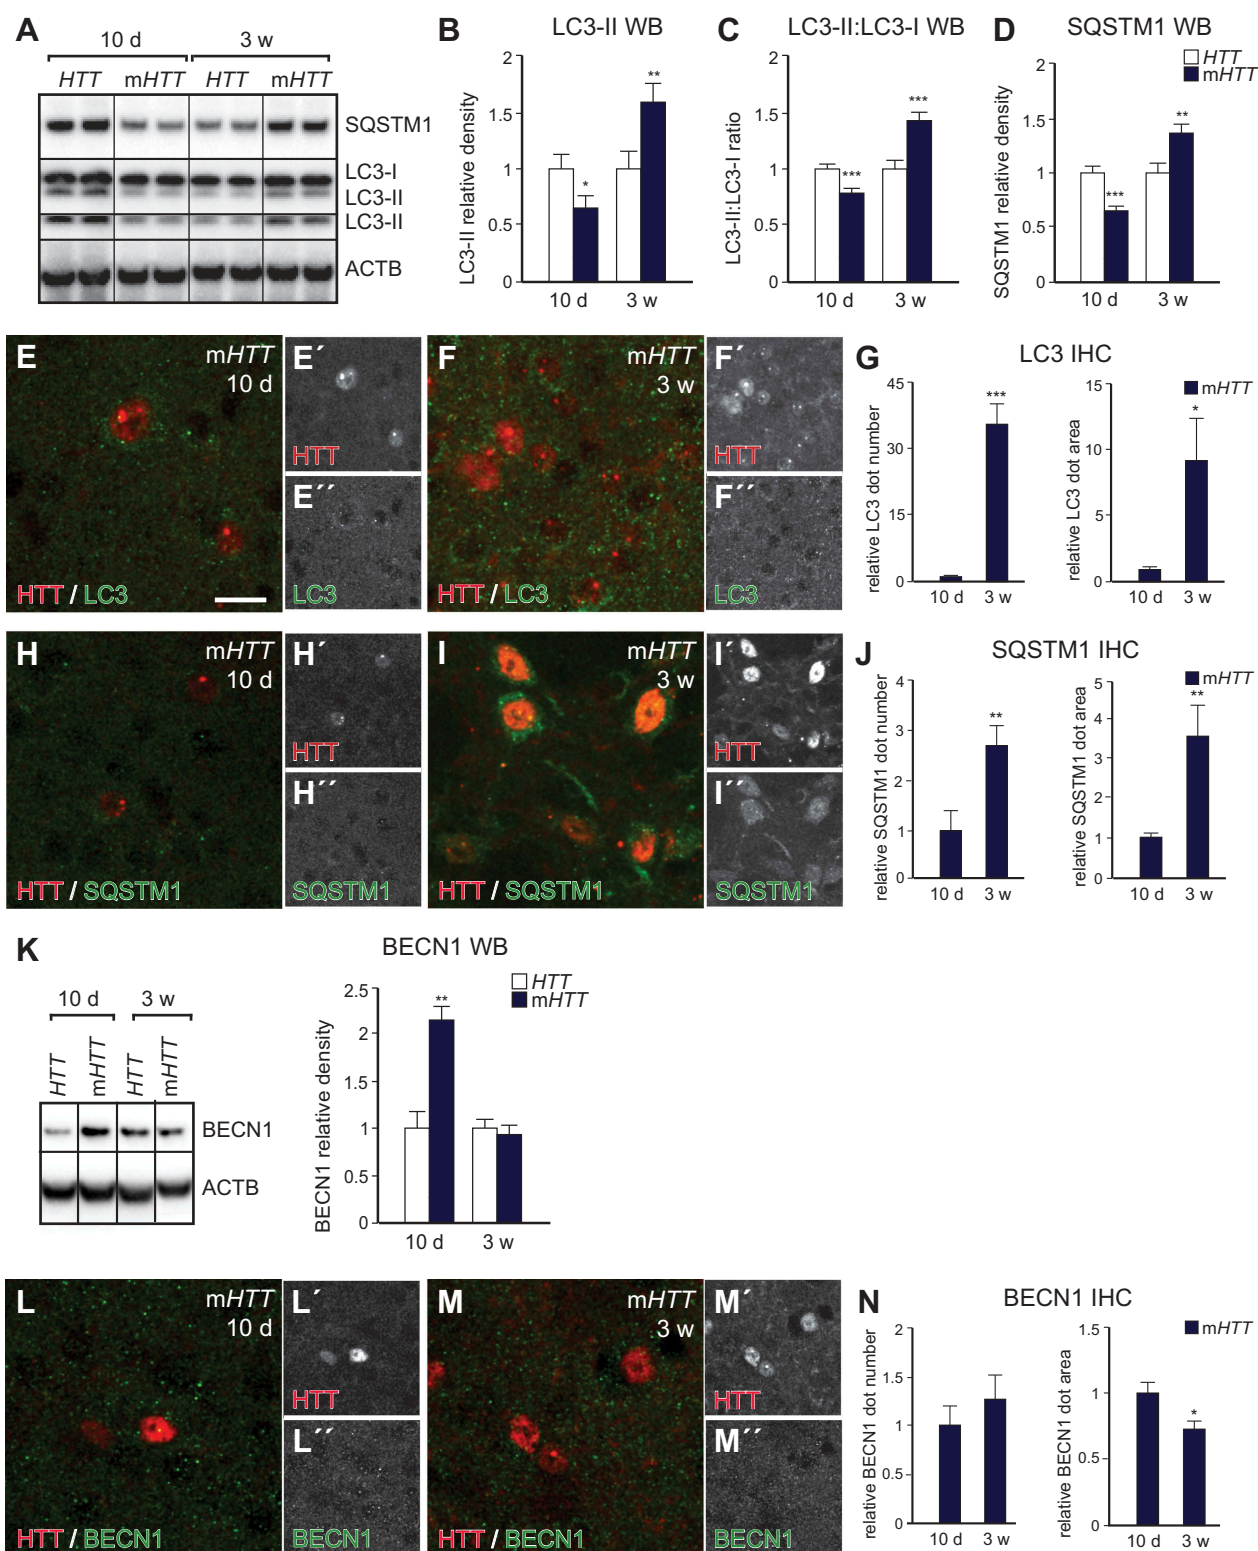 A
10 d
3 w
HTT
mHTT
HTT
mHTT
SQSTM1
LC3-I
LC3-II
LC3-II
ACTB
B
LC3-II WB
LC3-II relative density
2
1.5
1
0.5
0
*
**
10 d
3 w
C
LC3-II:LC3-I WB
LC3-II:LC3-I ratio
2
1.5
1
0.5
0
***
***
10 d
3 w
D
SQSTM1 WB
HTT
mHTT
SQSTM1 relative density
2
1.5
1
0.5
0
***
**
10 d
3 w
E
mHTT
10 d
HTT / LC3
E´
HTT
E´´
LC3
F
mHTT
3 w
HTT / LC3
F´
HTT
F´´
LC3
G
LC3 IHC
mHTT
relative LC3 dot number
45
30
15
0
***
10 d
3 w
relative LC3 dot area
15
10
5
0
*
10 d
3 w
H
mHTT
10 d
HTT / SQSTM1
H´
HTT
H´´
SQSTM1
I
mHTT
3 w
HTT / SQSTM1
I´
HTT
I´´
SQSTM1
J
SQSTM1 IHC
mHTT
relative SQSTM1 dot number
4
3
2
1
0
**
10 d
3 w
relative SQSTM1 dot area
5
4
3
2
1
0
**
10 d
3 w
K
10 d
3 w
HTT
mHTT
HTT
mHTT
BECN1
ACTB
BECN1 WB
HTT
mHTT
BECN1 relative density
2.5
2
1.5
1
0.5
0
**
10 d
3 w
L
mHTT
10 d
HTT / BECN1
L´
HTT
L´´
BECN1
M
mHTT
3 w
HTT / BECN1
M´
HTT
M´´
BECN1
N
BECN1 IHC
mHTT
relative BECN1 dot number
2
1.5
1
0.5
0
10 d
3 w
relative BECN1 dot area
1.5
1
0.5
0
*
10 d
3 w